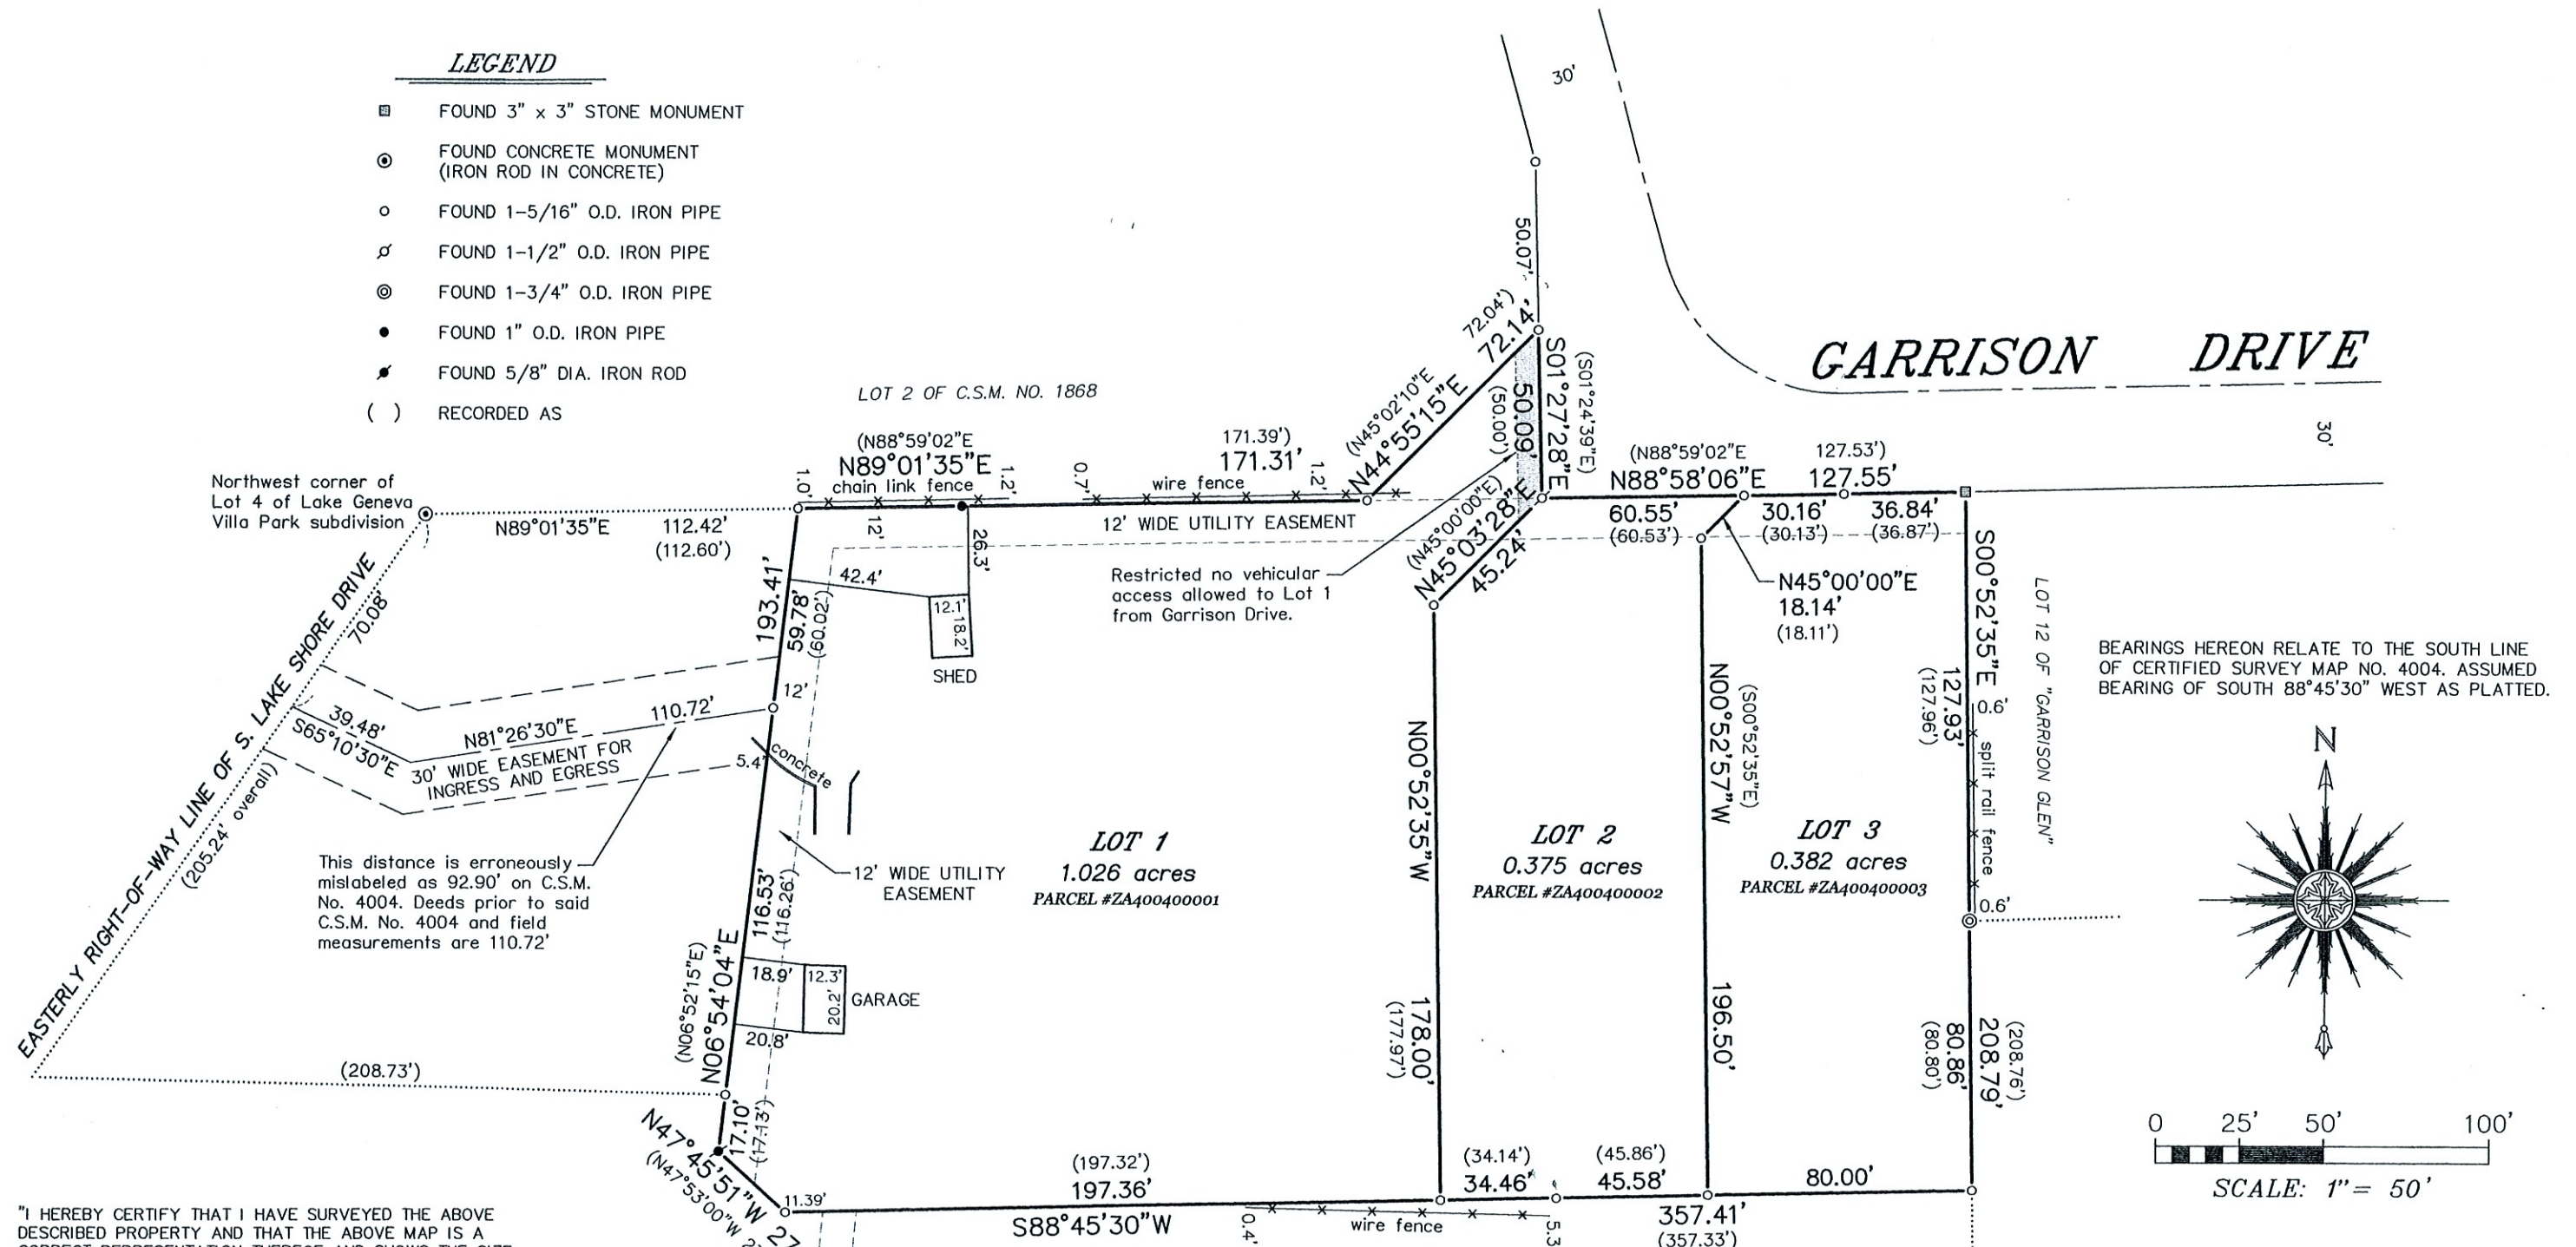 LEGEND
FOUND 3" x 3" STONE MONUMENT
FOUND CONCRETE MONUMENT
(IRON ROD IN CONCRETE)
FOUND 1-5/16" O.D. IRON PIPE
FOUND 1-1/2" O.D. IRON PIPE
FOUND 1-3/4" O.D. IRON PIPE
FOUND 1" O.D. IRON PIPE
FOUND 5/8" DIA. IRON ROD
( ) RECORDED AS
30'
50.07'
GARRISON DRIVE
30'
LOT 2 OF C.S.M. NO. 1868
(N88°59'02"E 171.39')
N89°01'35"E 171.31'
1.0'
chain link fence
1.2'
0.7'
wire fence
1.2'
(N45°02'10"E 72.04')
N44°55'15"E 72.14'
S01°27'28"E
(S01°24'39"E)
50.09'
(50.00')
(N88°59'02"E 127.53')
N88°58'06"E 127.55'
60.55'
(60.53')
30.16'
(30.13')
36.84'
(36.87')
Northwest corner of
Lot 4 of Lake Geneva
Villa Park subdivision
N89°01'35"E 112.42'
(112.60')
12'
26.3'
12' WIDE UTILITY EASEMENT
(N45°00'00"E)
N45°03'28"E
45.24'
Restricted no vehicular
access allowed to Lot 1
from Garrison Drive.
N45°00'00"E
18.14'
(18.11')
42.4'
12.1'
18.2'
SHED
193.41'
59.78'
(60.02')
12'
EASTERLY RIGHT-OF-WAY LINE OF S. LAKE SHORE DRIVE
70.08'
(205.24' overall)
39.48'
S65°10'30"E
N81°26'30"E
110.72'
30' WIDE EASEMENT FOR
INGRESS AND EGRESS
5.4'
concrete
This distance is erroneously
mislabeled as 92.90' on C.S.M.
No. 4004. Deeds prior to said
C.S.M. No. 4004 and field
measurements are 110.72'
12' WIDE UTILITY
EASEMENT
116.53'
(116.26')
N06°54'04"E
(N06°52'15"E)
18.9'
12.3'
20.2'
GARAGE
20.8'
(208.73')
17.10'
(17.13')
N47°45'51"W 27
(N47°53'00"W
11.39'
LOT 1
1.026 acres
PARCEL #ZA400400001
N00°52'35"W
178.00'
(177.97')
LOT 2
0.375 acres
PARCEL #ZA400400002
N00°52'57"W
(S00°52'35"E)
196.50'
LOT 3
0.382 acres
PARCEL #ZA400400003
S00°52'35"E
127.93'
(127.96')
0.6'
split rail fence
0.6'
LOT 12 OF "GARRISON GLEN"
80.86'
(80.80')
208.79'
(208.76')
BEARINGS HEREON RELATE TO THE SOUTH LINE
OF CERTIFIED SURVEY MAP NO. 4004. ASSUMED
BEARING OF SOUTH 88°45'30" WEST AS PLATTED.
N
0 25' 50' 100'
SCALE: 1"= 50'
(197.32')
197.36'
S88°45'30"W
(34.14')
34.46'
(45.86')
45.58'
80.00'
0.4'
wire fence
5.3
357.41'
(357.33')
"I HEREBY CERTIFY THAT I HAVE SURVEYED THE ABOVE
DESCRIBED PROPERTY AND THAT THE ABOVE MAP IS A